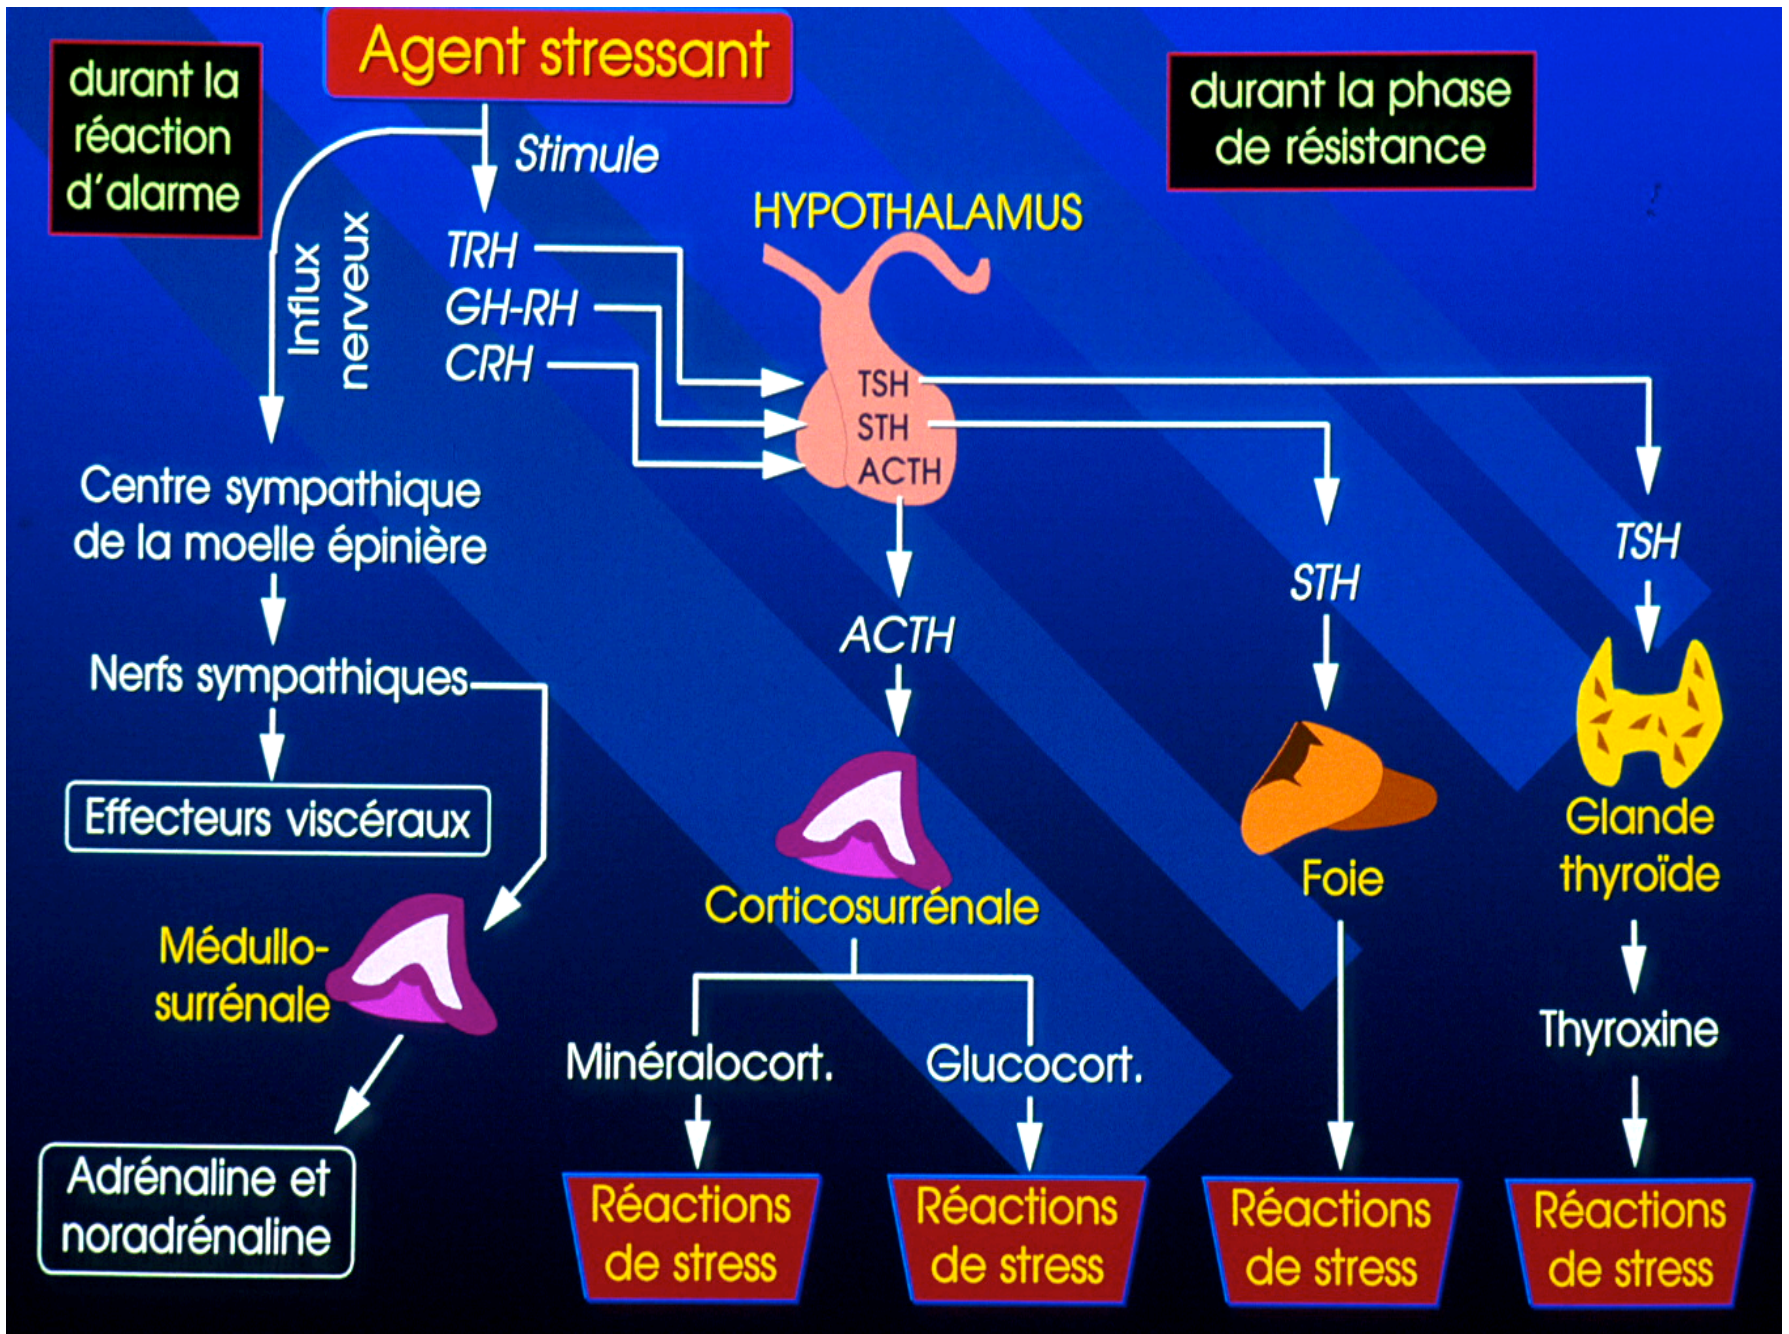 Agent stressant
durant la
réaction
d'alarme
durant la phase
de résistance
Stimule
Influx
nerveux
HYPOTHALAMUS
TRH
GH-RH
CRH
TSH
STH
ACTH
Centre sympathique
de la moelle épinière
Nerfs sympathiques
Effecteurs viscéraux
Médullo-
surrénale
Adrénaline et
noradrénaline
ACTH
Corticosurrénale
Minéralocort.
Glucocort.
Réactions
de stress
Réactions
de stress
STH
Foie
Réactions
de stress
TSH
Glande
thyroïde
Thyroxine
Réactions
de stress